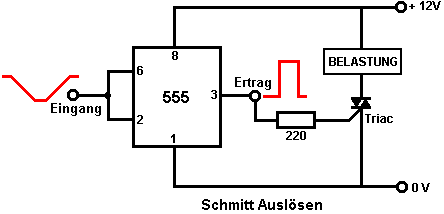 + 12V
8
BELASTUNG
6
Ertrag
555
3
Eingang
Triac
2
220
1
0 V
Schmitt Auslösen